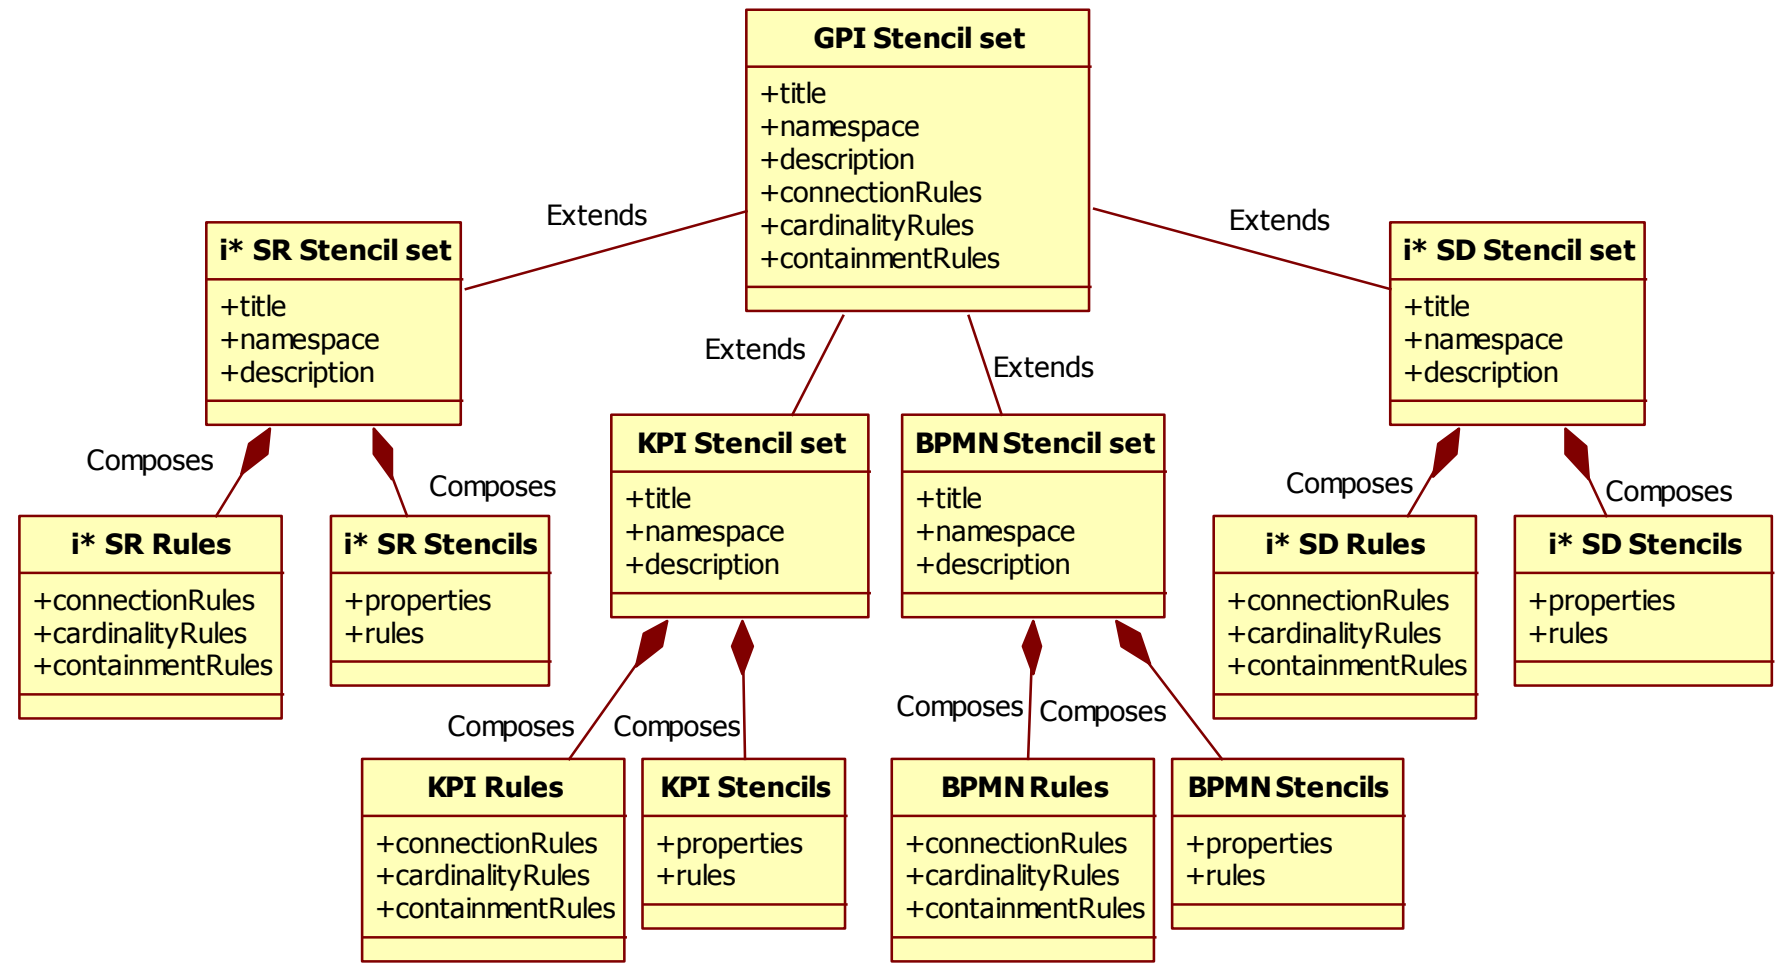 GPI Stencil set
+title
+namespace
+description
+connectionRules
+cardinalityRules
+containmentRules
Extends
Extends
Extends
Extends
i* SR Stencil set
+title
+namespace
+description
i* SD Stencil set
+title
+namespace
+description
KPI Stencil set
+title
+namespace
+description
BPMN Stencil set
+title
+namespace
+description
Composes
Composes
Composes
Composes
i* SR Rules
+connectionRules
+cardinalityRules
+containmentRules
i* SR Stencils
+properties
+rules
i* SD Rules
+connectionRules
+cardinalityRules
+containmentRules
i* SD Stencils
+properties
+rules
Composes
Composes
Composes
Composes
KPI Rules
+connectionRules
+cardinalityRules
+containmentRules
KPI Stencils
+properties
+rules
BPMN Rules
+connectionRules
+cardinalityRules
+containmentRules
BPMN Stencils
+properties
+rules